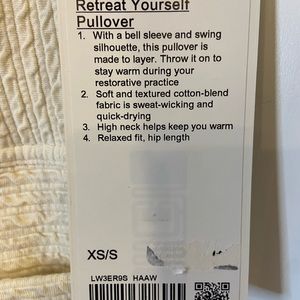 Retreat Yourself
Pullover
1. With a bell sleeve and swing
silhouette, this pullover is
made to layer. Throw it on to
stay warm during your
restorative practice
2. Soft and textured cotton-blend
fabric is sweat-wicking and
quick-drying
3. High neck helps keep you warm
4. Relaxed fit, hip length
XS/S
LW3ER9S HAAW